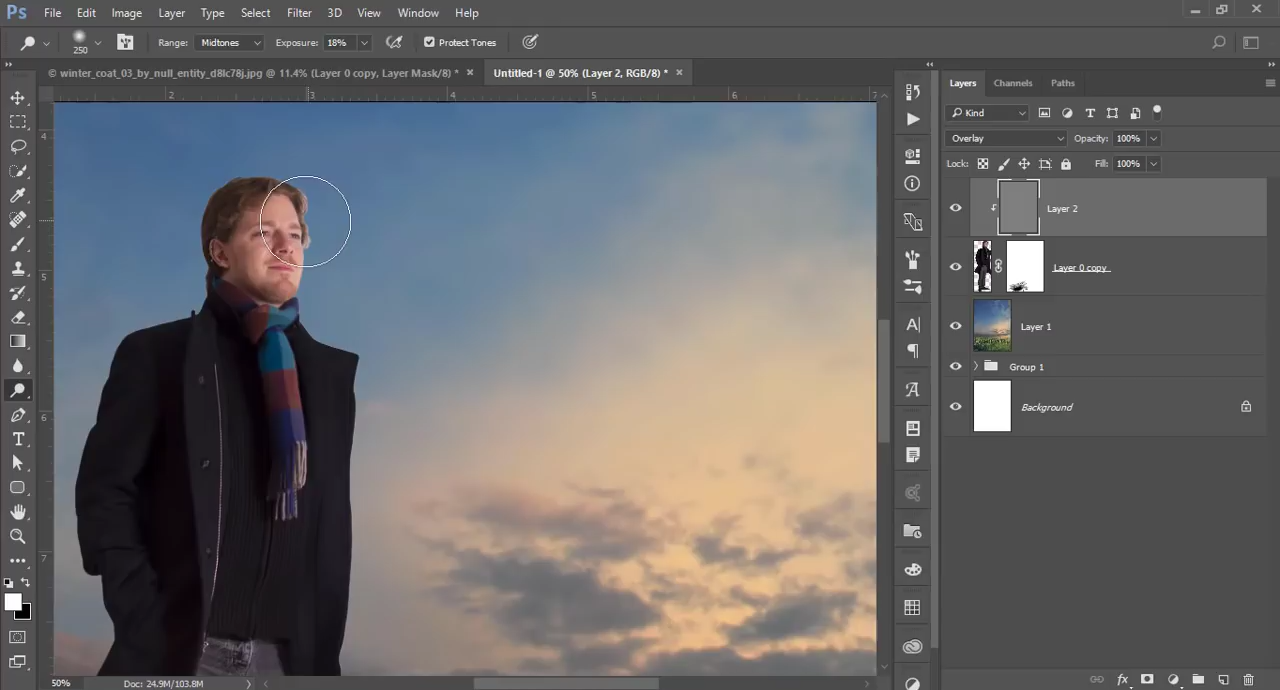 Ps File Edit Image Layer Type Select Filter 3D View Window Help
250 Range: Midtones Exposure: 18% Protect Tones
© winter_coat_03_by_null_entity_d8lc78j.jpg @ 11.4% (Layer 0 copy, Layer Mask/8) * × Untitled-1 @ 50% (Layer 2, RGB/8) * ×
2 3 4 5 6 7
4
5
6
7
Layers Channels Paths
Kind
Overlay Opacity: 100%
Lock: Fill: 100%
Layer 2
Layer 0 copy
Layer 1
Group 1
Background
50% Doc: 24.9M/103.8M